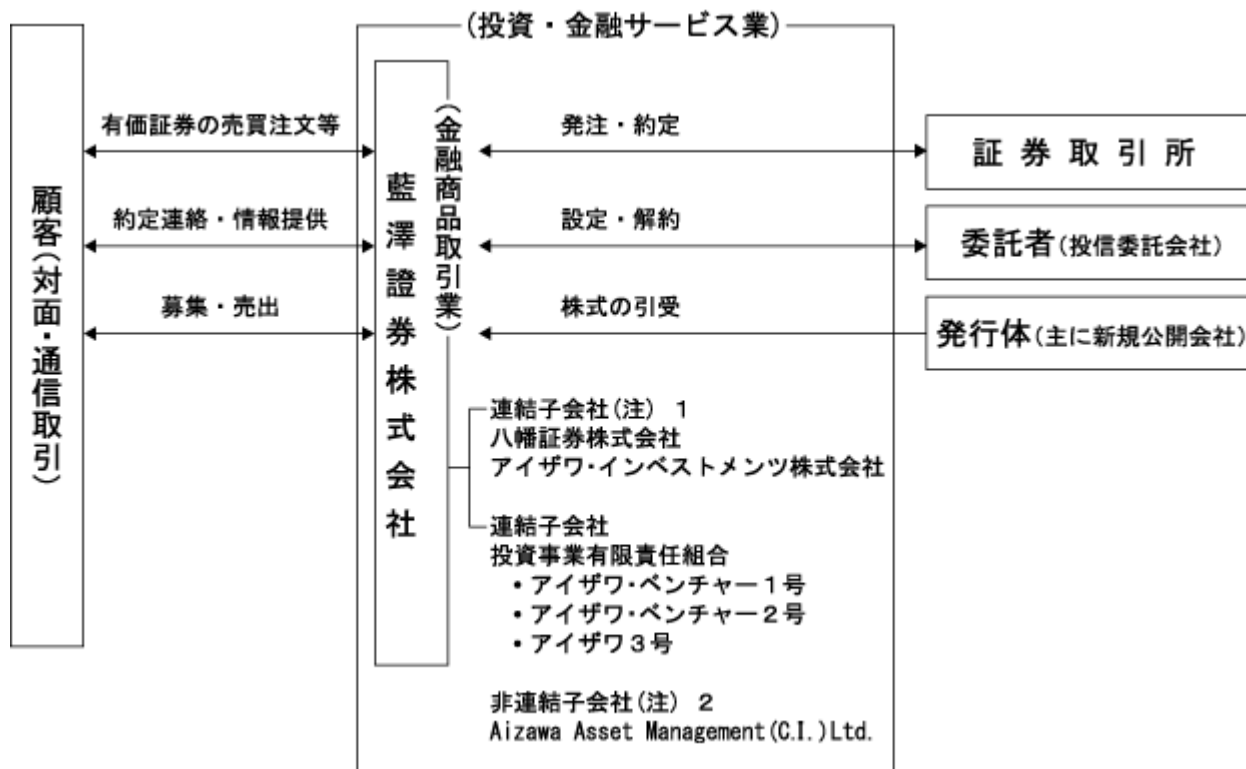 (投資・金融サービス業)
顧客(対面・通信取引)
有価証券の売買注文等
約定連絡・情報提供
募集・売出
藍澤證券株式会社
(金融商品取引業)
発注・約定
設定・解約
株式の引受
証券取引所
委託者(投信委託会社)
発行体(主に新規公開会社)
連結子会社(注) 1
八幡証券株式会社
アイザワ・インベストメンツ株式会社
連結子会社
投資事業有限責任組合
・アイザワ・ベンチャー1号
・アイザワ・ベンチャー2号
・アイザワ3号
非連結子会社(注) 2
Aizawa Asset Management(C.I.)Ltd.